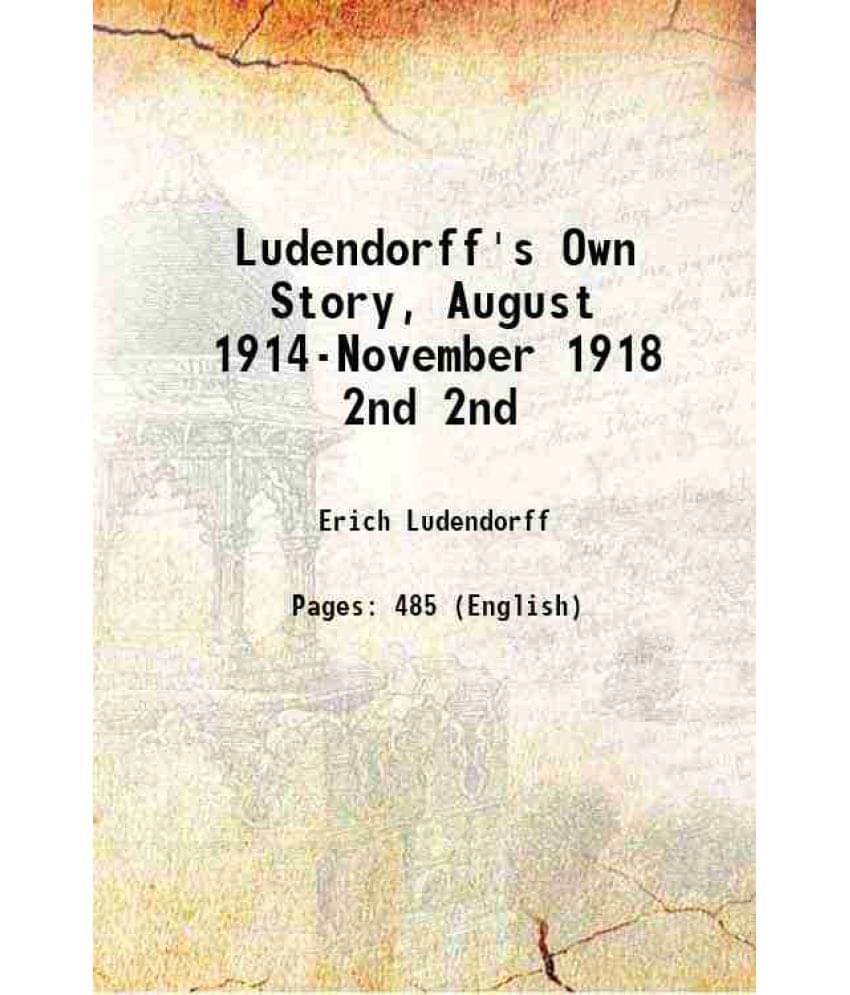 Ludendorff's Own
Story, August
1914-November 1918
2nd 2nd
Erich Ludendorff
Pages: 485 (English)